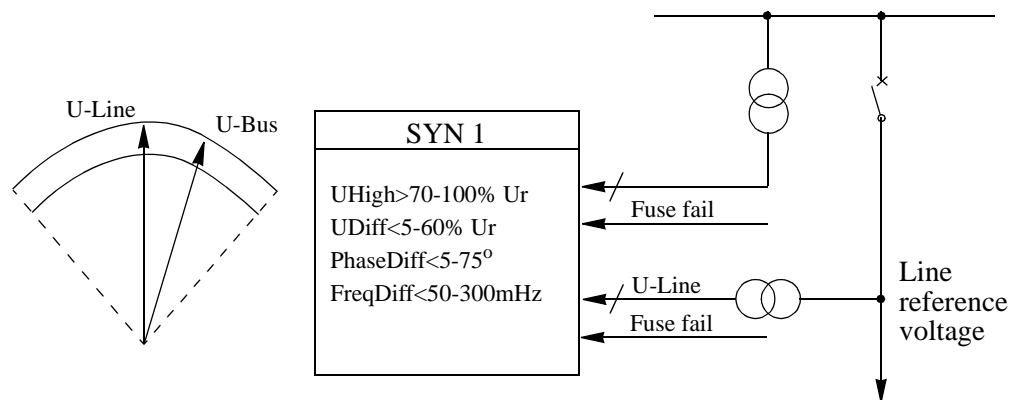 U-Line
U-Bus
SYN 1
UHigh>70-100% Ur
UDiff<5-60% Ur
PhaseDiff<5-75º
FreqDiff<50-300mHz
Fuse fail
U-Line
Fuse fail
Line
reference
voltage